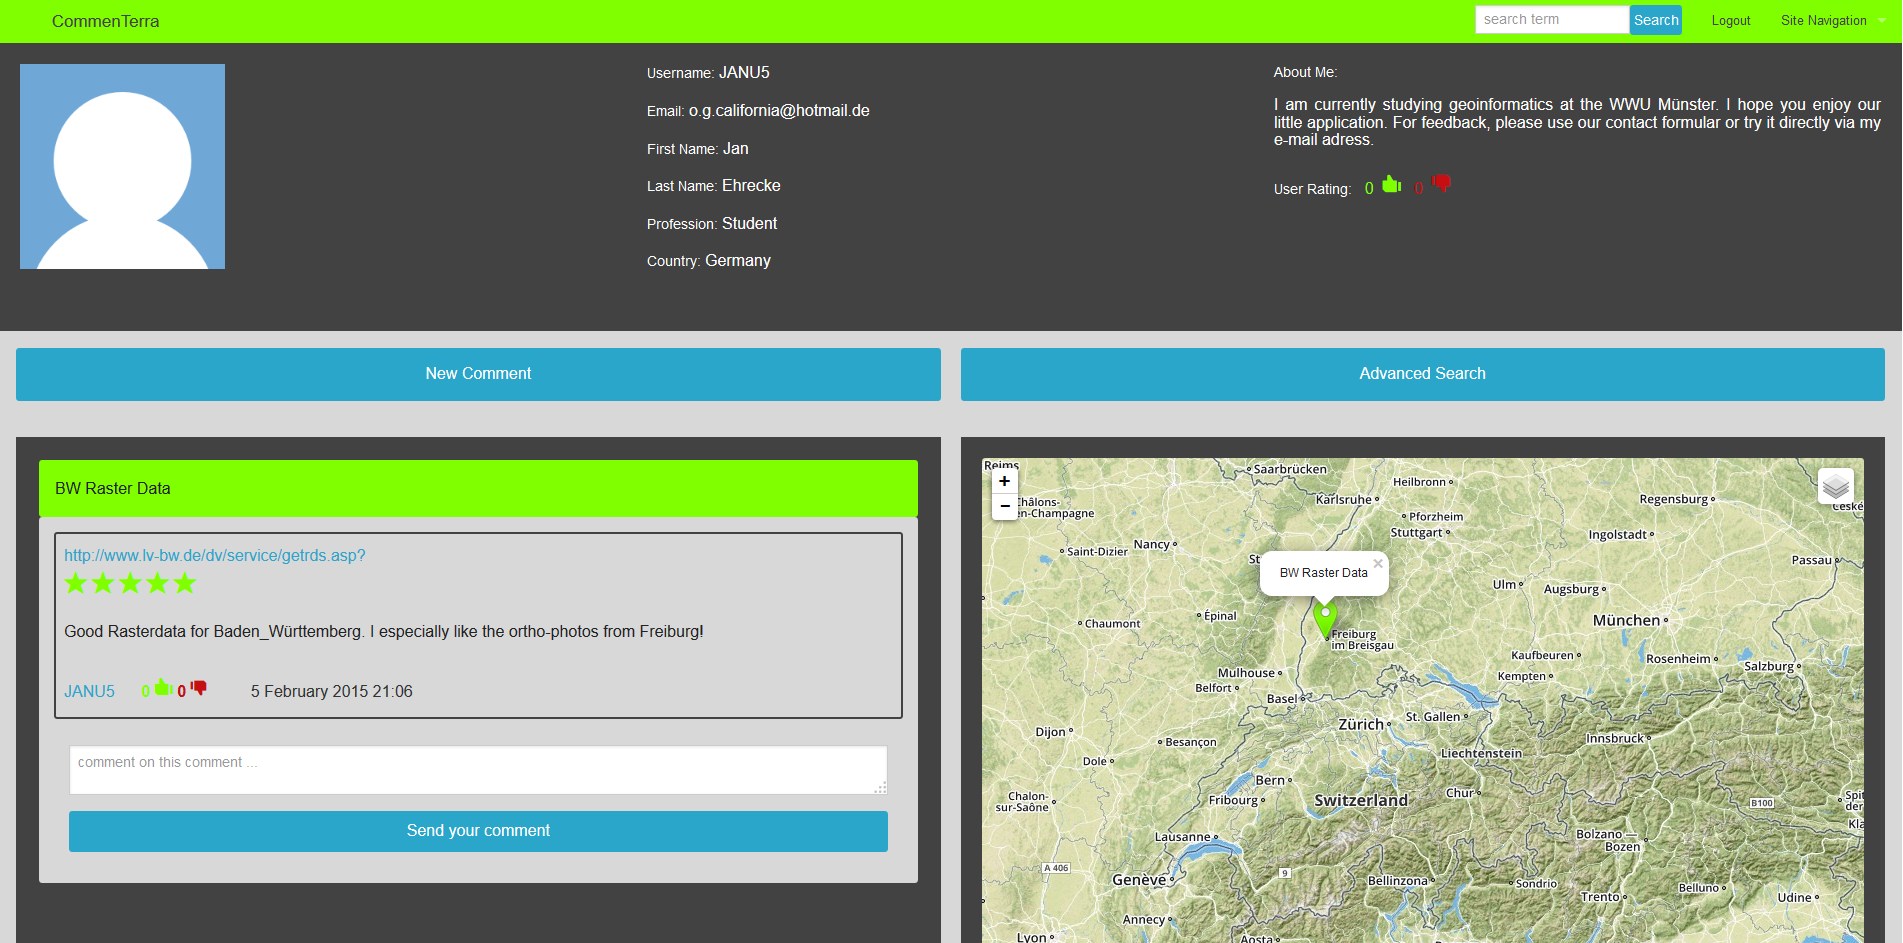 CommenTerra
search term
Search
Logout
Site Navigation
Username: JANU5
Email: o.g.california@hotmail.de
First Name: Jan
Last Name: Ehrecke
Profession: Student
Country: Germany
About Me:
I am currently studying geoinformatics at the WWU Münster. I hope you enjoy our
little application. For feedback, please use our contact formular or try it directly via my
e-mail adress.
User Rating: 0 0
New Comment
Advanced Search
BW Raster Data
http://www.lv-bw.de/dv/service/getrds.asp?
Good Rasterdata for Baden_Württemberg. I especially like the ortho-photos from Freiburg!
JANU5 0 0 5 February 2015 21:06
comment on this comment ...
Send your comment
Reims
+
−
Châlons-
en-Champagne
Saarbrücken
Heilbronn
Karlsruhe
Regensburg
České
Pforzheim
Stuttgart
Ingolstadt
Nancy
Saint-Dizier
St
Passau
BW Raster Data ×
Ulm
Augsburg
Épinal
Chaumont
München
Freiburg
im Breisgau
Kaufbeuren
Rosenheim
Salzburg
Mulhouse
Kempten
Belfort
Basel
Zürich
St. Gallen
Dijon
Besançon
Innsbruck
Liechtenstein
Dole
Bern
Chalon-
sur-Saône
Fribourg
Switzerland
Chur
B100
Spit
der
Kla
Lausanne
Bolzano —
Bozen
A 406
9
Genève
Bellinzona
Sondrio
Belluno
Trento
Udine
Annecy
Lyon
Aosta